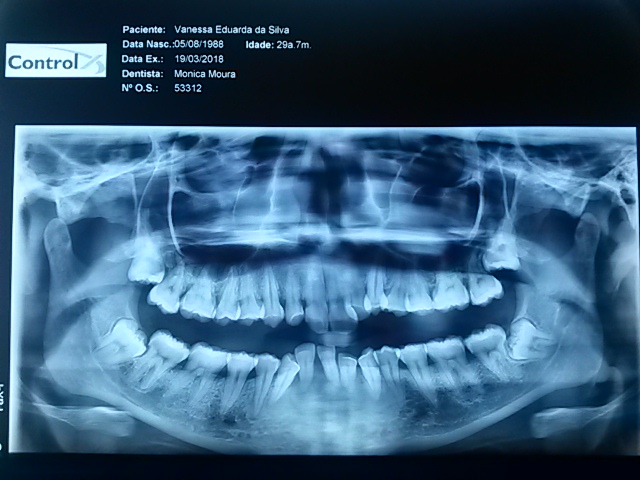 Paciente: Vanessa Eduarda da Silva
Data Nasc.:05/08/1988 Idade: 29a.7m.
Data Ex.: 19/03/2018
Dentista: Monica Moura
Nº O.S.: 53312
ControlX